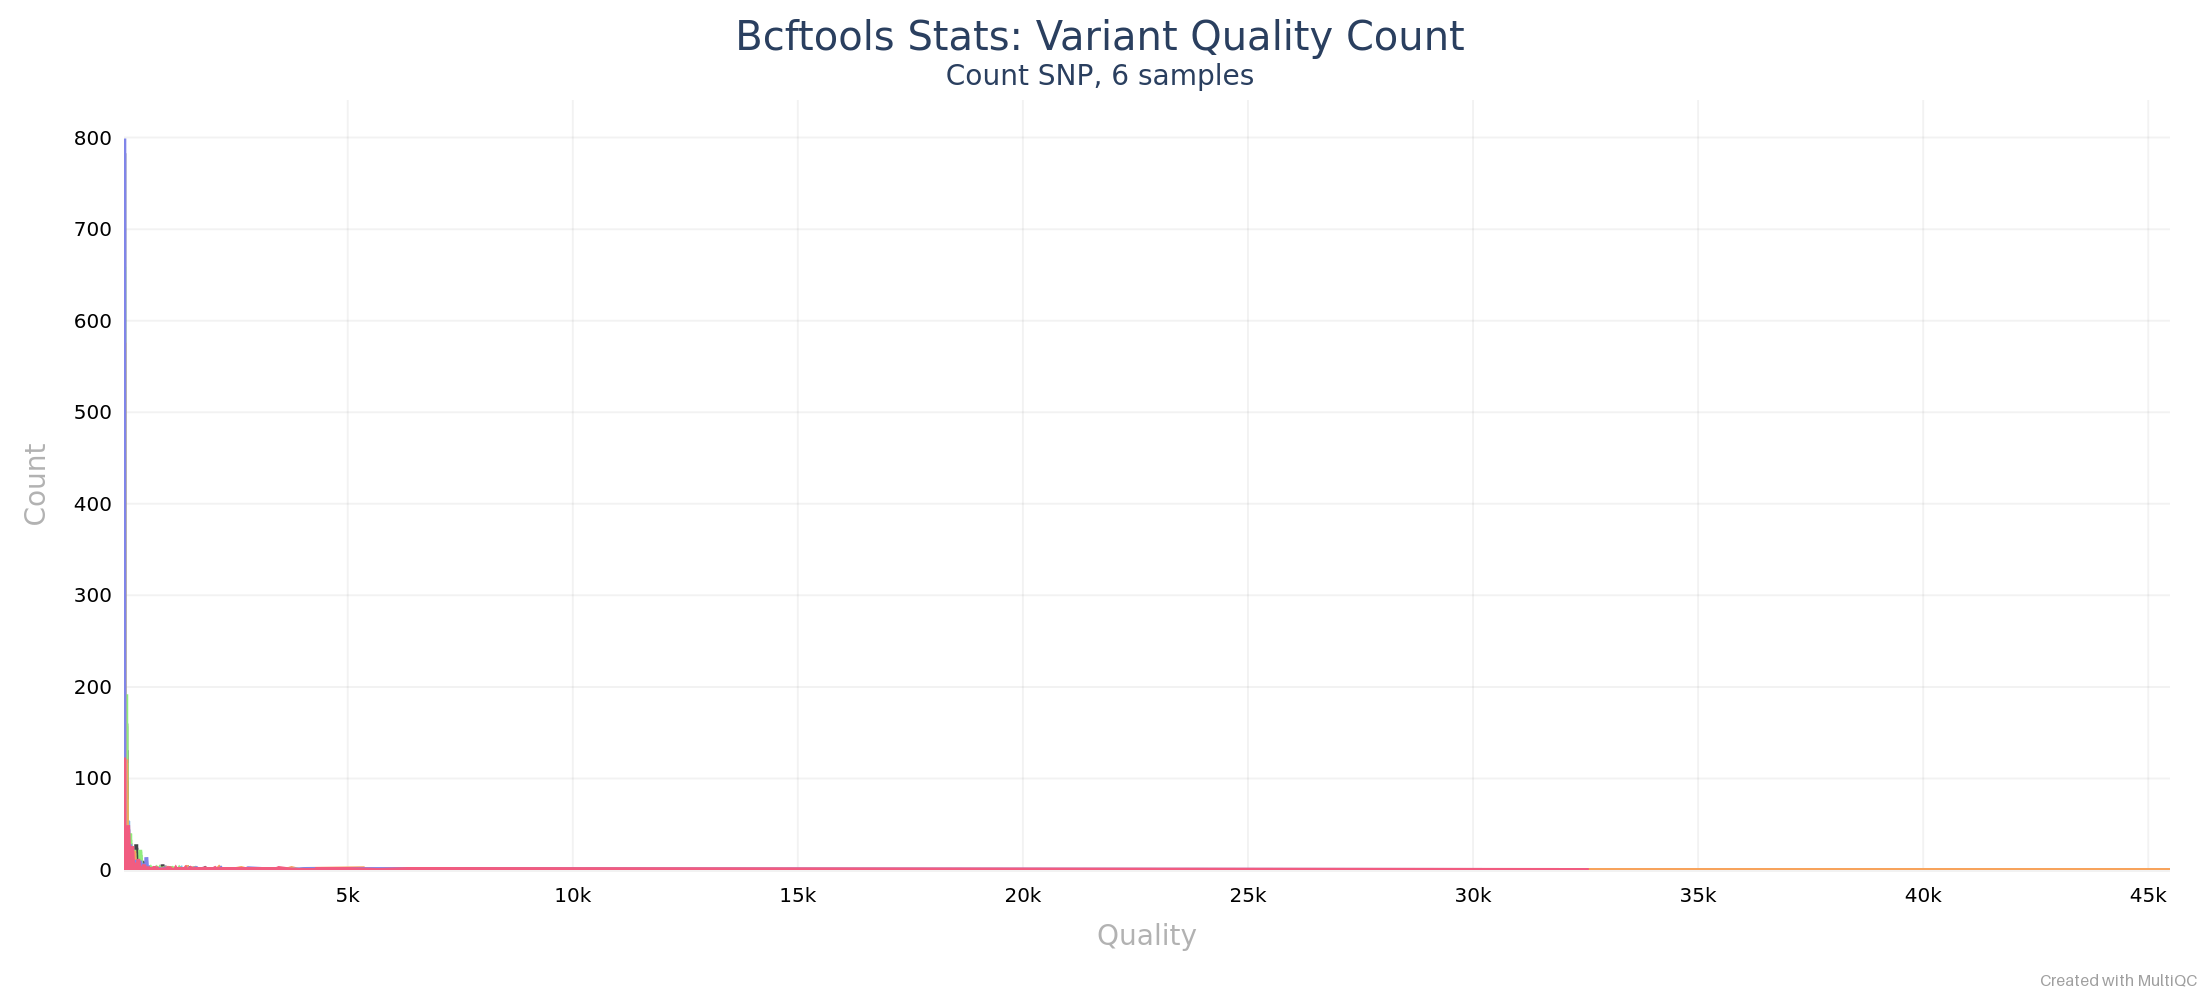 Bcftools Stats: Variant Quality Count
Count SNP, 6 samples
800
700
600
500
400
300
200
100
0
Count
5k
10k
15k
20k
25k
30k
35k
40k
45k
Quality
Created with MultiQC